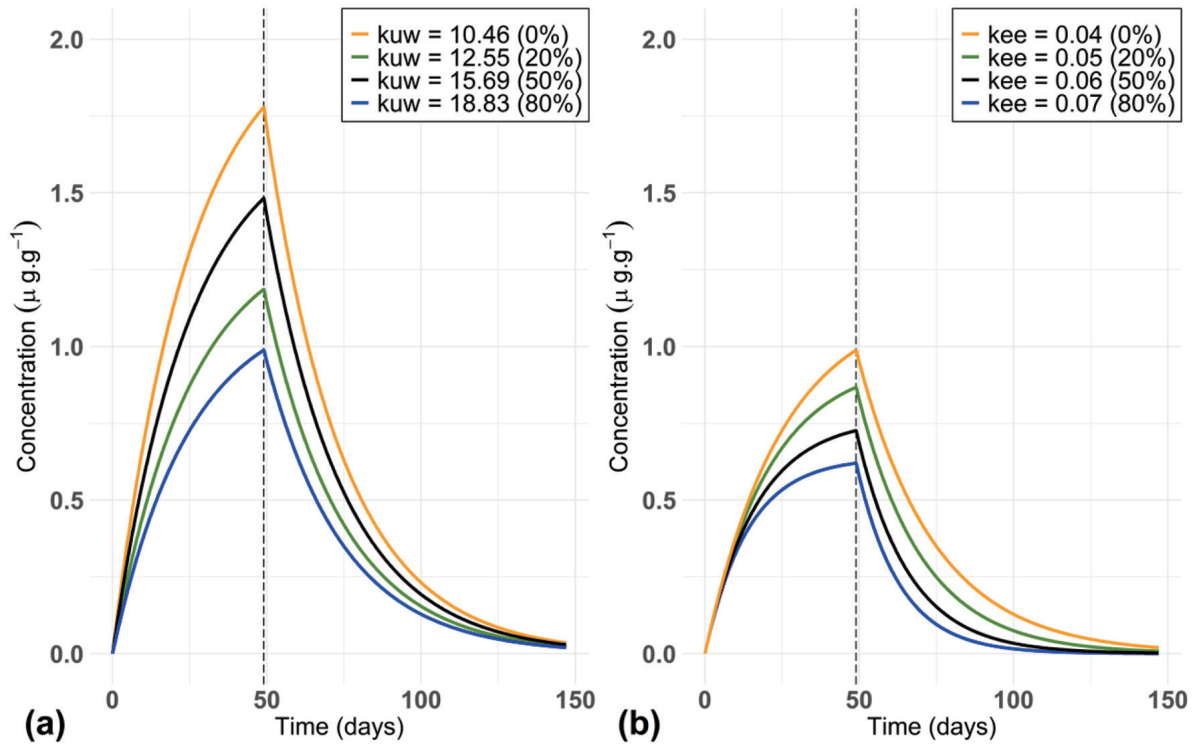 kuw = 10.46 (0%)
kuw = 12.55 (20%)
kuw = 15.69 (50%)
kuw = 18.83 (80%)
2.0
1.5
1.0
0.5
0.0
Concentration (μ g.g⁻¹)
0 50 100 150
Time (days)
(a)
kee = 0.04 (0%)
kee = 0.05 (20%)
kee = 0.06 (50%)
kee = 0.07 (80%)
2.0
1.5
1.0
0.5
0.0
Concentration (μ g.g⁻¹)
0 50 100 150
Time (days)
(b)